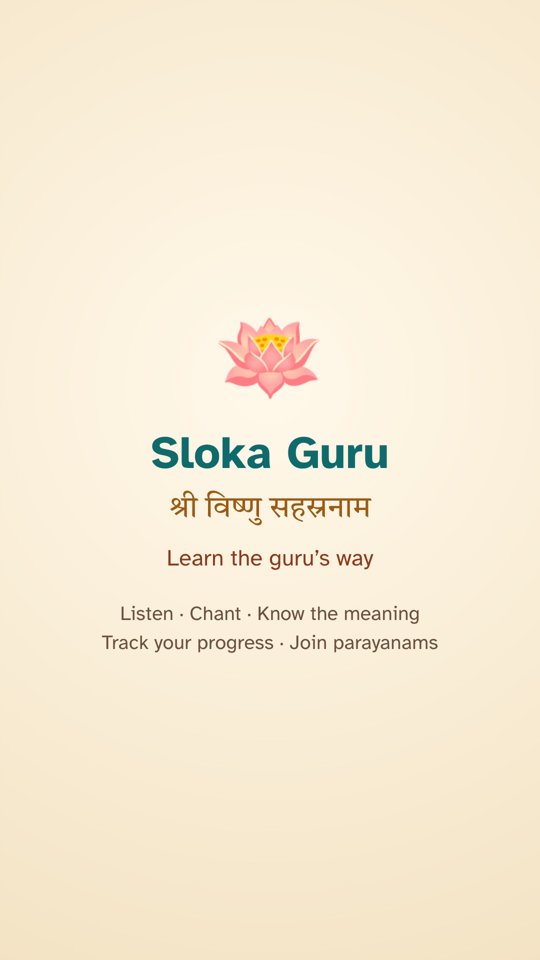 Sloka Guru
श्री विष्णु सहस्रनाम
Learn the guru’s way
Listen · Chant · Know the meaning
Track your progress · Join parayanams